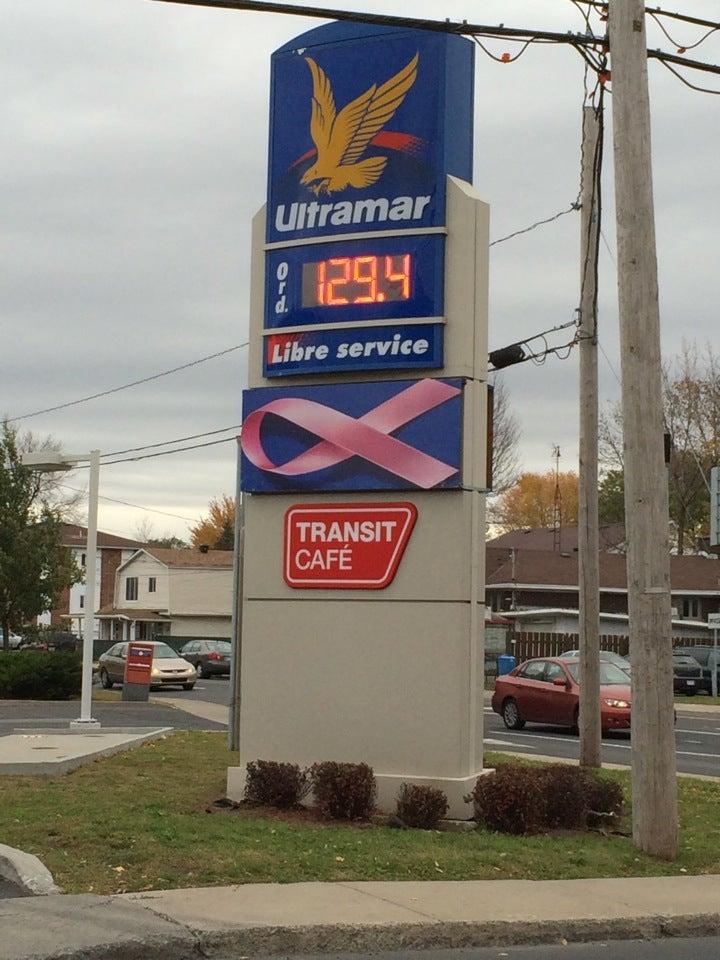 Ultramar
Ord. 129.4
Libre service
TRANSIT
CAFÉ